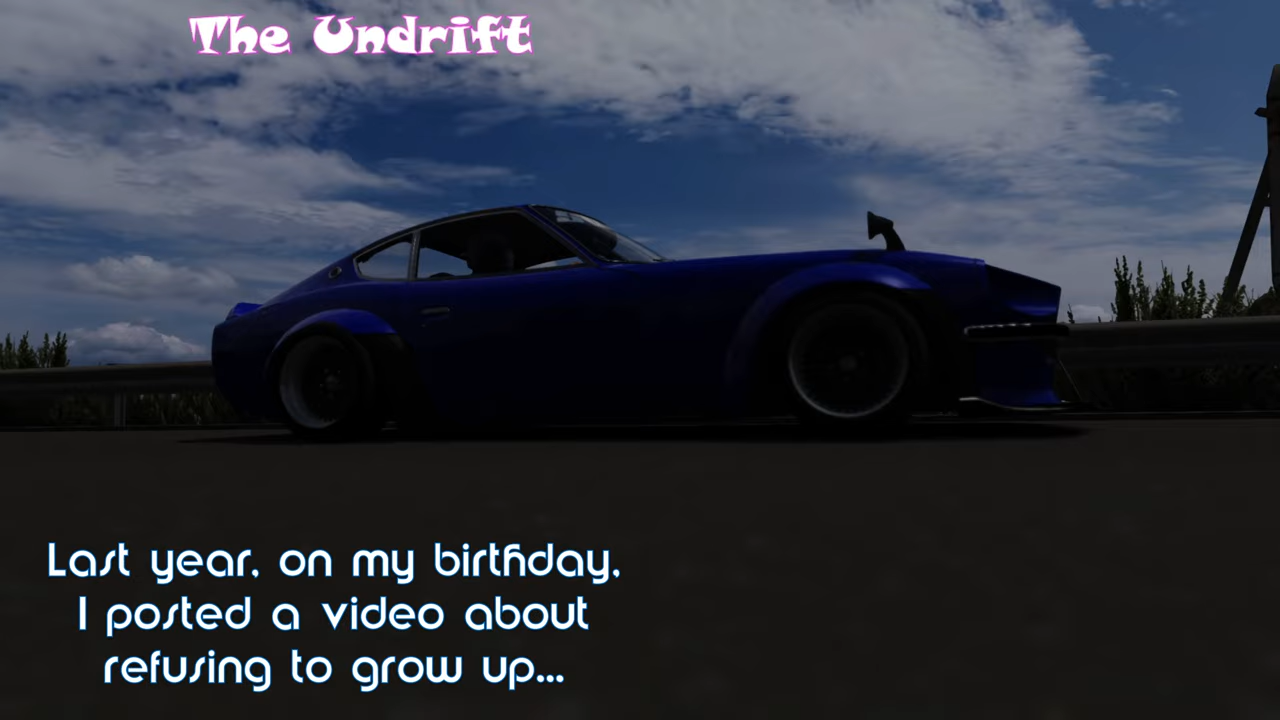 The Undrift
Last year, on my birthday,
I posted a video about
refusing to grow up...